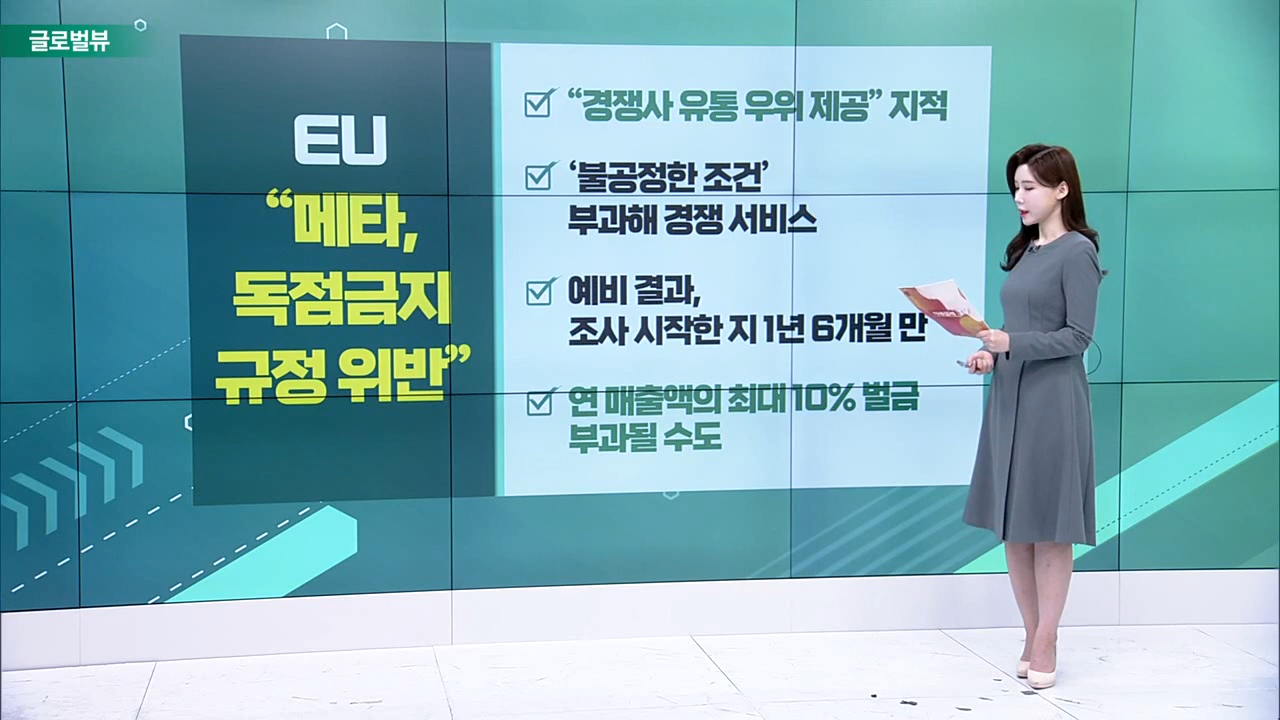 글로벌뷰
EU
“메타,
독점금지
규정 위반”
“경쟁사 유통 우위 제공” 지적
‘불공정한 조건’
부과해 경쟁 서비스
예비 결과,
조사 시작한 지 1년 6개월 만
연 매출액의 최대 10% 벌금
부과될 수도